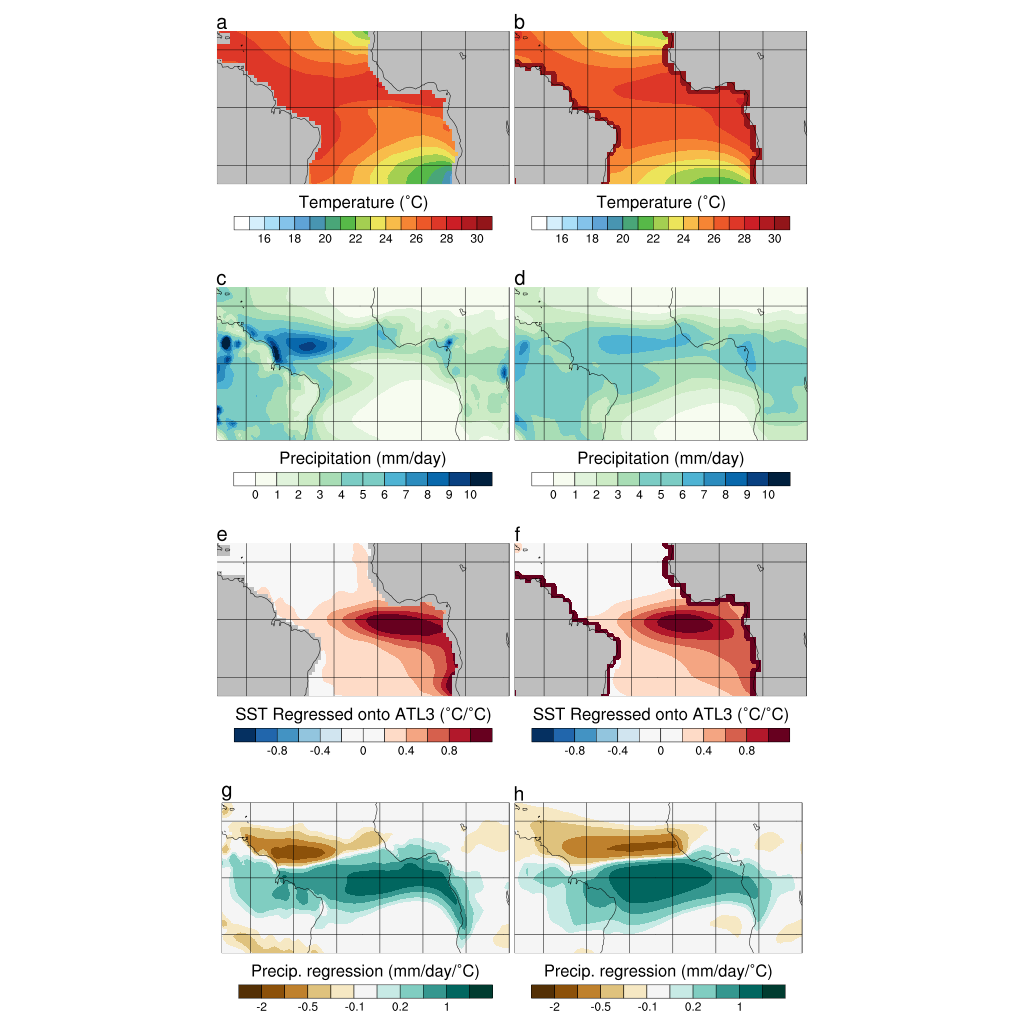 a b
Temperature (˚C) Temperature (˚C)
16 18 20 22 24 26 28 30 16 18 20 22 24 26 28 30
c d
Precipitation (mm/day) Precipitation (mm/day)
0 1 2 3 4 5 6 7 8 9 10 0 1 2 3 4 5 6 7 8 9 10
e f
SST Regressed onto ATL3 (˚C/˚C) SST Regressed onto ATL3 (˚C/˚C)
-0.8 -0.4 0 0.4 0.8 -0.8 -0.4 0 0.4 0.8
g h
Precip. regression (mm/day/˚C) Precip. regression (mm/day/˚C)
-2 -0.5 -0.1 0.2 1 -2 -0.5 -0.1 0.2 1